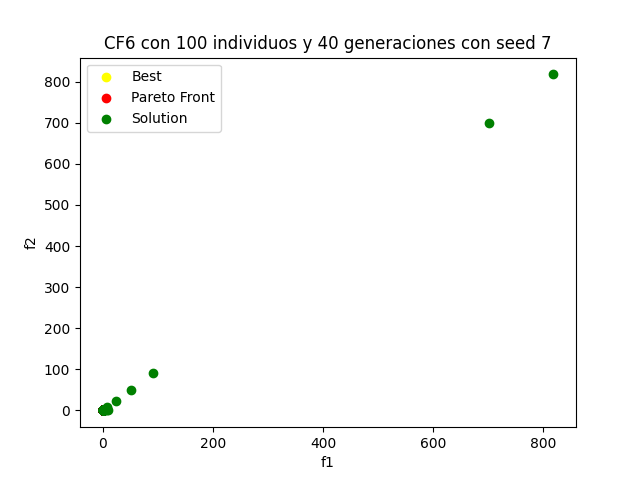 CF6 con 100 individuos y 40 generaciones con seed 7
Best
Pareto Front
Solution
800
700
600
500
400
300
200
100
0
f2
0 200 400 600 800
f1